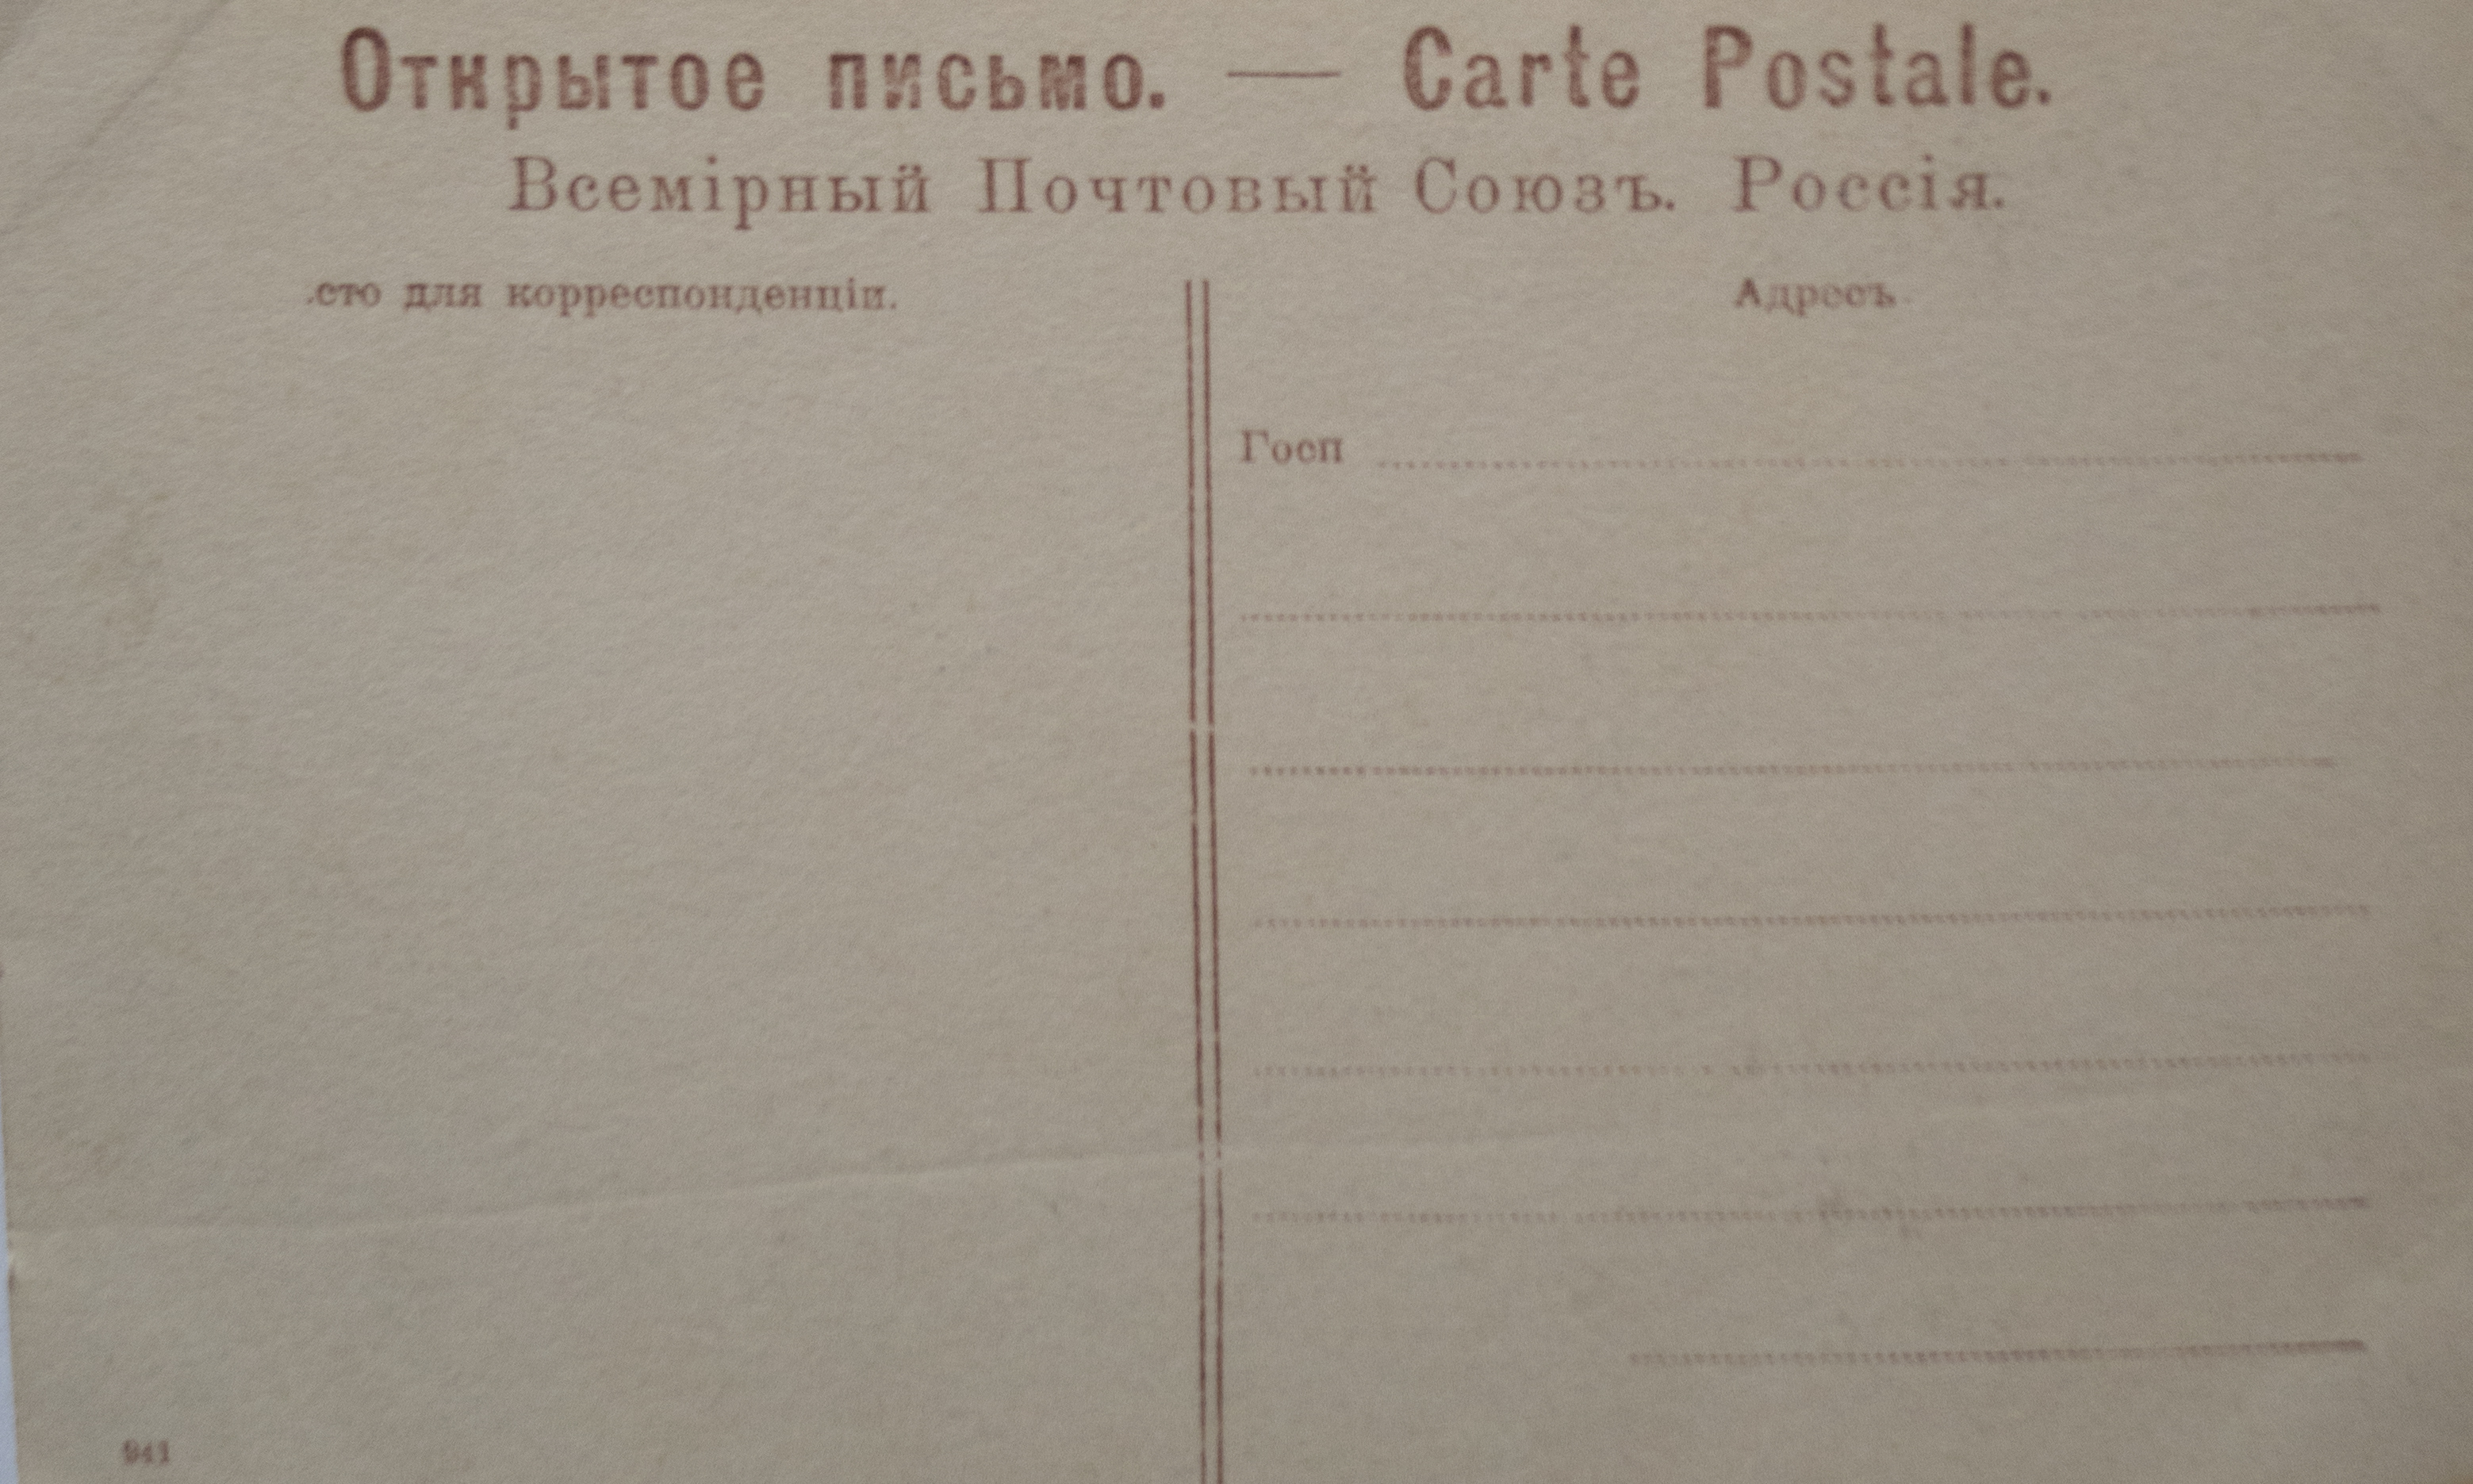 Открытое письмо. — Carte Postale.
Всемірный Почтовый Союзъ. Россія.
сто для корреспонденціи.
Адресъ
Госп
941